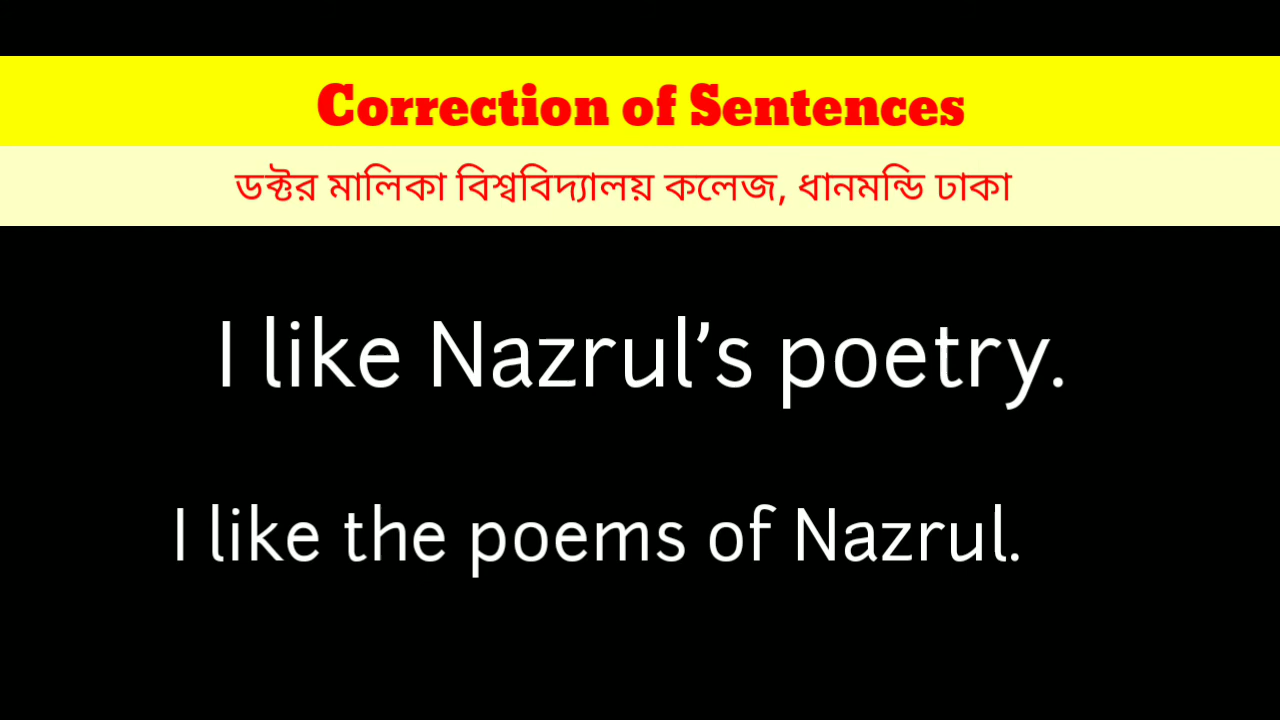 Correction of Sentences
ডক্টর মালিকা বিশ্ববিদ্যালয় কলেজ, ধানমন্ডি ঢাকা
I like Nazrul’s poetry.
I like the poems of Nazrul.